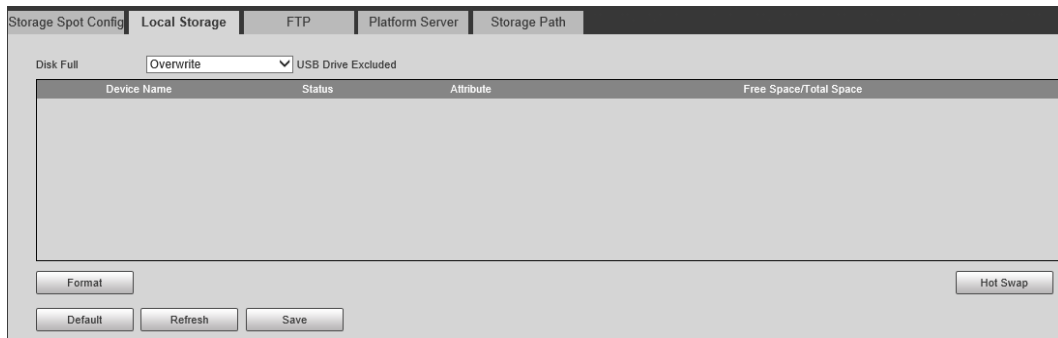 Storage Spot Config Local Storage FTP Platform Server Storage Path
Disk Full Overwrite USB Drive Excluded
Device Name Status Attribute Free Space/Total Space
Format Hot Swap
Default Refresh Save